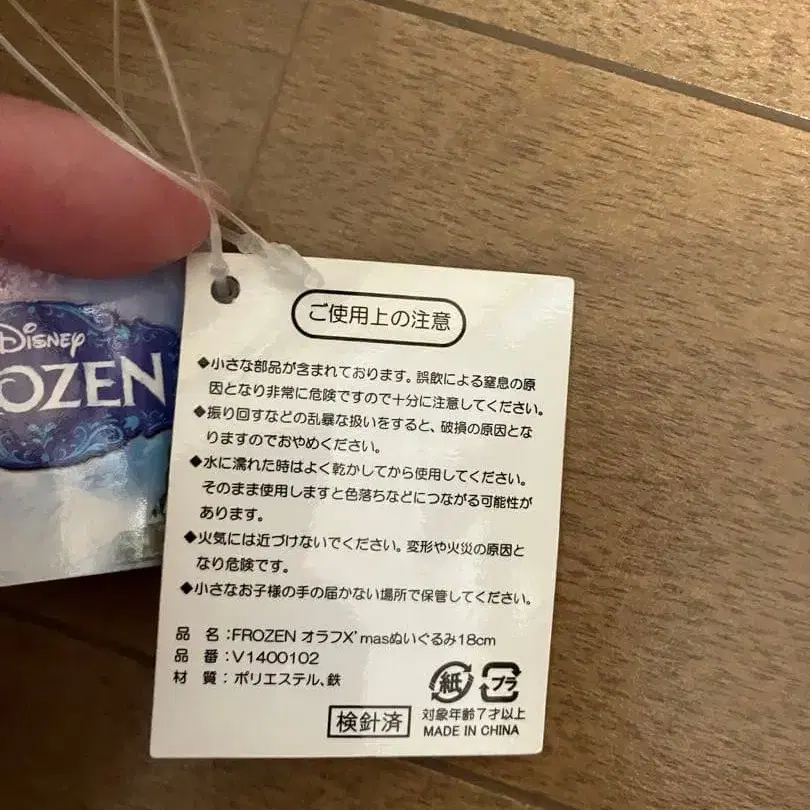 Disney
OZEN
ご使用上の注意
◆小さな部品が含まれております。誤飲による窒息の原
因となり非常に危険ですので十分に注意してください。
◆振り回すなどの乱暴な扱いをすると、破損の原因とな
りますのでおやめください。
◆水に濡れた時はよく乾かしてから使用してください。
そのまま使用しますと色落ちなどにつながる可能性が
あります。
◆火気には近づけないでください。変形や火災の原因と
なり危険です。
◆小さなお子様の手の届かない場所で保管してください。
品 名:FROZEN オラフX'masぬいぐるみ18cm
品 番:V1400102
材 質:ポリエステル、鉄
紙 プラ
検針済
対象年齢7才以上
MADE IN CHINA